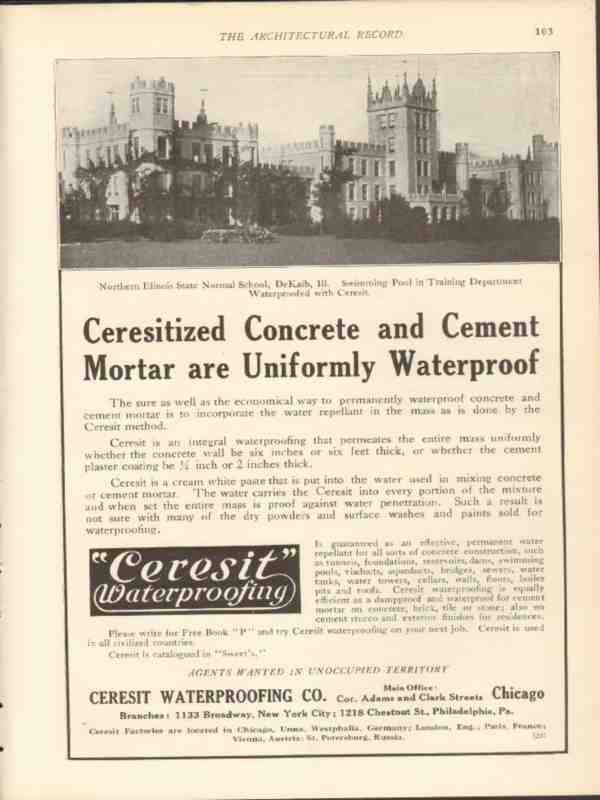 THE ARCHITECTURAL RECORD.
103
Northern Illinois State Normal School, DeKalb, Ill. Swimming Pool in Training Department
Waterproofed with Ceresit.
Ceresitized Concrete and Cement
Mortar are Uniformly Waterproof
The sure as well as the economical way to permanently waterproof concrete and
cement mortar is to incorporate the water repellant in the mass as is done by the
Ceresit method.
Ceresit is an integral waterproofing that permeates the entire mass uniformly
whether the concrete wall be six inches or six feet thick, or whether the cement
plaster coating be ½ inch or 2 inches thick.
Ceresit is a cream white paste that is put into the water used in mixing concrete
or cement mortar. The water carries the Ceresit into every portion of the mixture
and when set the entire mass is proof against water penetration. Such a result is
not sure with many of the dry powders and surface washes and paints sold for
waterproofing.
"Ceresit"
Waterproofing
Is guaranteed as an effective, permanent water
repellant for all sorts of concrete construction, such
as tunnels, foundations, reservoirs, dams, swimming
pools, viaducts, aqueducts, bridges, sewers, water
tanks, water towers, cellars, walls, floors, boiler
pits and roofs. Ceresit waterproofing is equally
efficient as a dampproof and waterproof for cement
mortar on concrete, brick, tile or stone; also on
cement stucco and exterior finishes for residences.
Please write for Free Book "P" and try Ceresit waterproofing on your next job. Ceresit is used
in all civilized countries.
Ceresit is catalogued in "Sweet's."
AGENTS WANTED IN UNOCCUPIED TERRITORY
CERESIT WATERPROOFING CO.
Main Office:
Cor. Adams and Clark Streets
Chicago
Branches: 1133 Broadway, New York City; 1218 Chestnut St., Philadelphia, Pa.
Ceresit Factories are located in Chicago, Unna, Westphalia, Germany; London, Eng.; Paris, France;
Vienna, Austria; St. Petersburg, Russia.